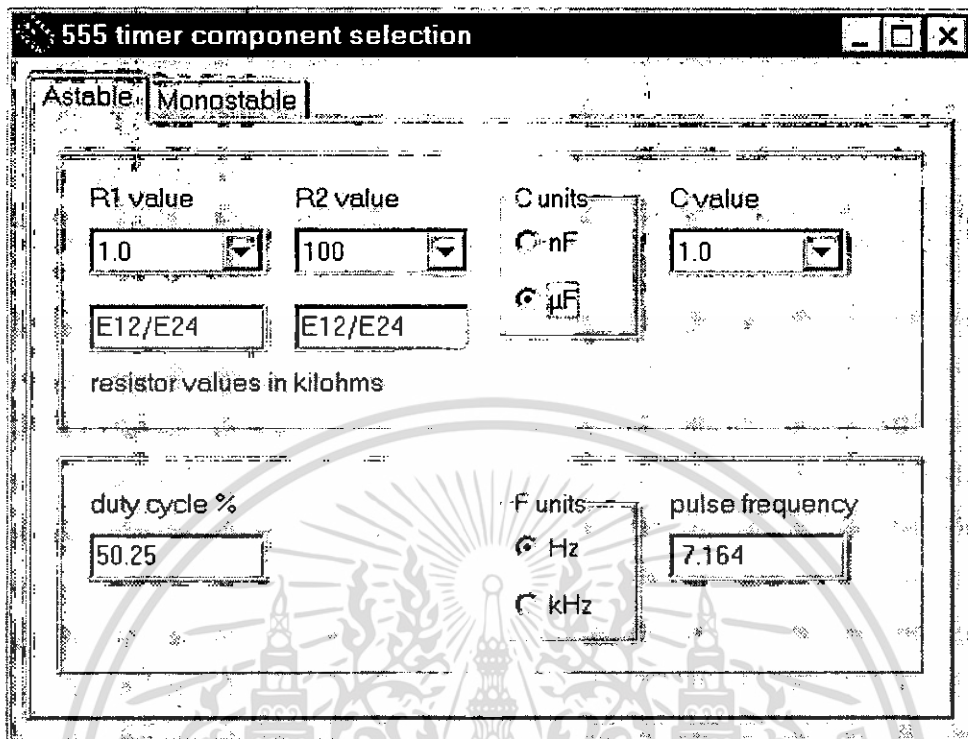 555 timer component selection
Astable Monostable
R1 value R2 value C units C value
1.0 100 nF 1.0
µF
E12/E24 E12/E24
resistor values in kilohms
duty cycle % F units pulse frequency
50.25 Hz 7.164
kHz